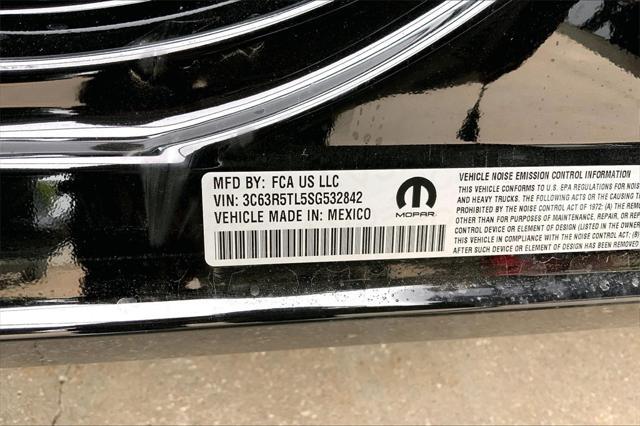 MFD BY: FCA US LLC
VIN: 3C63R5TL5SG532842
VEHICLE MADE IN: MEXICO
MOPAR
VEHICLE NOISE EMISSION CONTROL INFORMATION
THIS VEHICLE CONFORMS TO U.S. EPA REGULATIONS FOR NOIS
AND HEAVY TRUCKS. THE FOLLOWING ACTS OR
PROHIBITED BY THE NOISE CONTROL ACT OF 1972: (A) THE REMO
OTHER THAN FOR PURPOSES OF MAINTENANCE, REPAIR, OR REP
CONTROL DEVICE OR ELEMENT OF DESIGN (LISTED IN THE OWNER
THIS VEHICLE IN COMPLIANCE WITH THE NOISE CONTROL ACT; (B)
AFTER SUCH DEVICE OR ELEMENT OF DESIGN HAS BEEN REMOVED